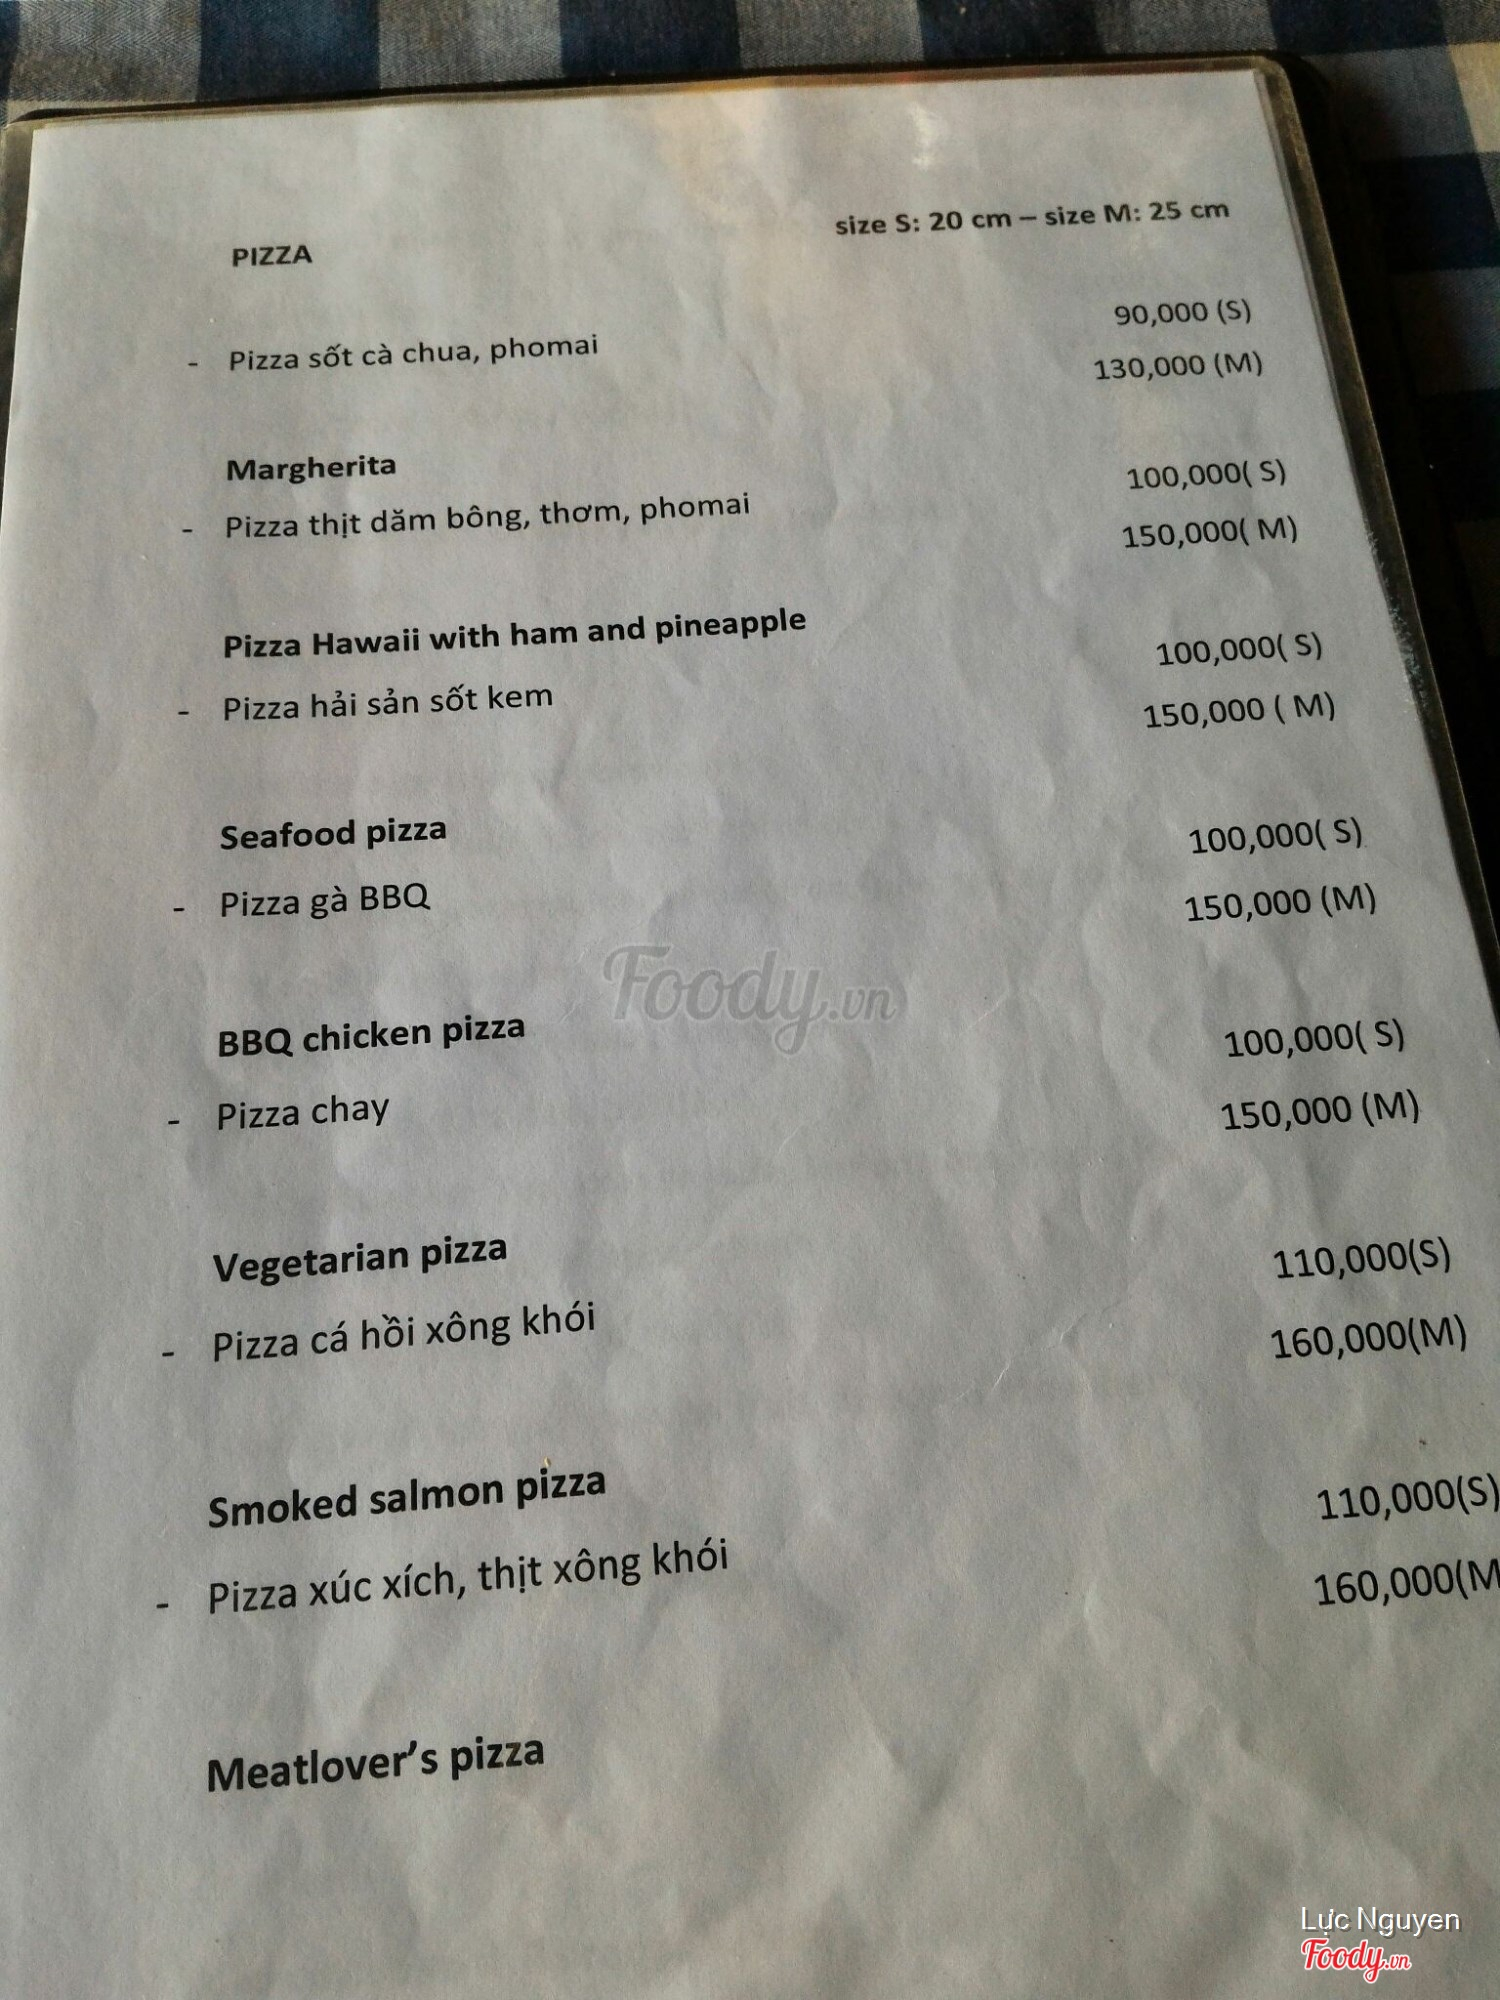 PIZZA
size S: 20 cm – size M: 25 cm
- Pizza sốt cà chua, phomai
90,000 (S)
130,000 (M)
Margherita
- Pizza thịt dăm bông, thơm, phomai
100,000( S)
150,000( M)
Pizza Hawaii with ham and pineapple
- Pizza hải sản sốt kem
100,000( S)
150,000 ( M)
Seafood pizza
- Pizza gà BBQ
100,000( S)
150,000 (M)
BBQ chicken pizza
- Pizza chay
100,000( S)
150,000 (M)
Vegetarian pizza
- Pizza cá hồi xông khói
110,000(S)
160,000(M)
Smoked salmon pizza
- Pizza xúc xích, thịt xông khói
110,000(S)
160,000(M
Meatlover's pizza
Foody.vn
Lực Nguyen
Foody.vn